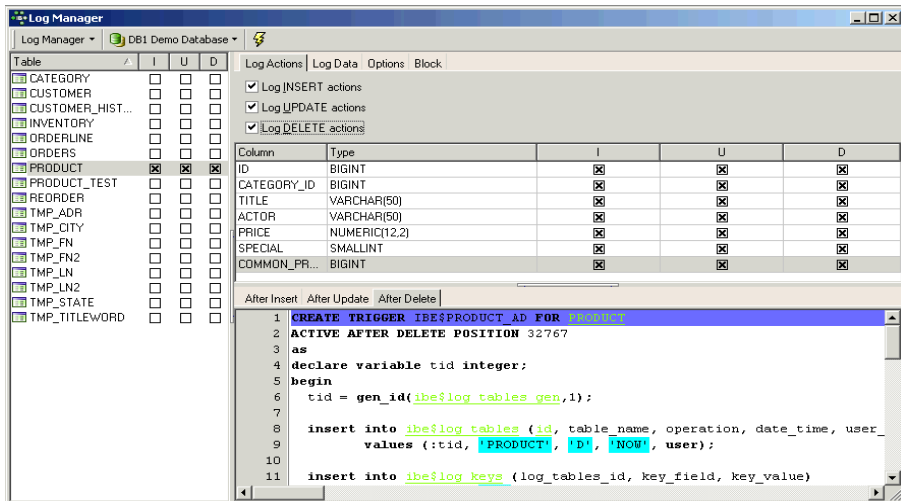 Log Manager
Log Manager DB1 Demo Database
Table I U D
CATEGORY
CUSTOMER
CUSTOMER_HIST...
INVENTORY
ORDERLINE
ORDERS
PRODUCT
PRODUCT_TEST
REORDER
TMP_ADR
TMP_CITY
TMP_FN
TMP_FN2
TMP_LN
TMP_LN2
TMP_STATE
TMP_TITLEWORD
Log Actions Log Data Options Block
Log INSERT actions
Log UPDATE actions
Log DELETE actions
Column Type I U D
ID BIGINT
CATEGORY_ID BIGINT
TITLE VARCHAR(50)
ACTOR VARCHAR(50)
PRICE NUMERIC(12,2)
SPECIAL SMALLINT
COMMON_PR... BIGINT
After Insert After Update After Delete
1 CREATE TRIGGER IBE$PRODUCT_AD FOR PRODUCT
2 ACTIVE AFTER DELETE POSITION 32767
3 as
4 declare variable tid integer;
5 begin
6 tid = gen_id(ibe$log_tables_gen,1);
7
8 insert into ibe$log_tables (id, table_name, operation, date_time, user_
9 values (:tid, 'PRODUCT', 'D', 'NOW', user);
10
11 insert into ibe$log_keys (log_tables_id, key_field, key_value)